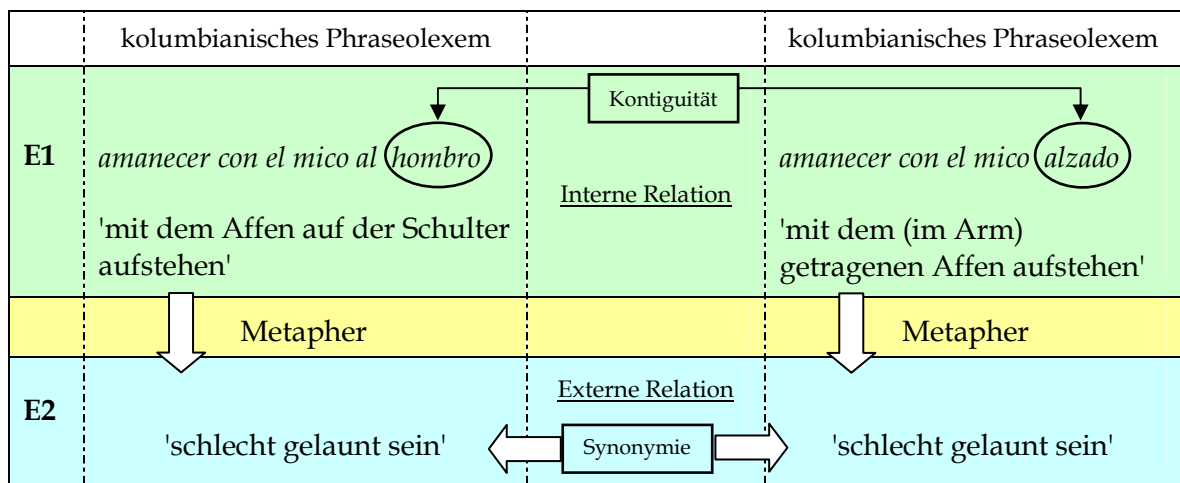 kolumbianisches Phraseolexem
kolumbianisches Phraseolexem
Kontiguität
E1
amanecer con el mico al hombro
amanecer con el mico alzado
Interne Relation
'mit dem Affen auf der Schulter
aufstehen'
'mit dem (im Arm)
getragenen Affen aufstehen'
Metapher
Metapher
E2
Externe Relation
'schlecht gelaunt sein'
Synonymie
'schlecht gelaunt sein'